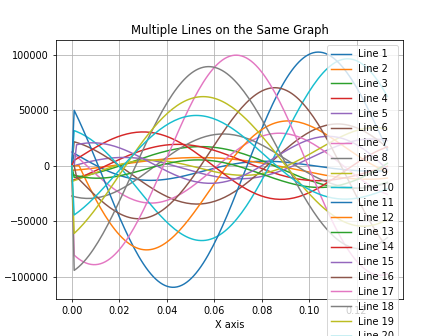 Multiple Lines on the Same Graph
100000
50000
0
−50000
−100000
0.00 0.02 0.04 0.06 0.08 0.10
X axis
Line 1
Line 2
Line 3
Line 4
Line 5
Line 6
Line 7
Line 8
Line 9
Line 10
Line 11
Line 12
Line 13
Line 14
Line 15
Line 16
Line 17
Line 18
Line 19
Line 20